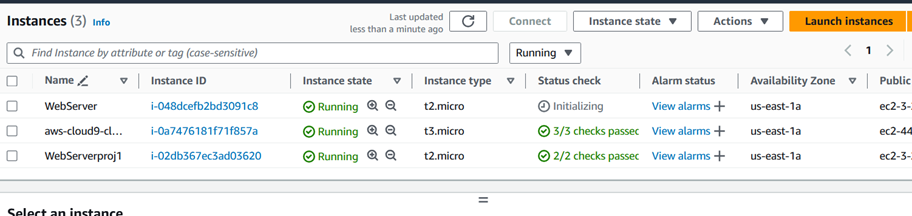 Instances (3) Info
Last updated
less than a minute ago
Connect
Instance state
Actions
Launch instances
Find Instance by attribute or tag (case-sensitive)
Running
1
Name Instance ID Instance state Instance type Status check Alarm status Availability Zone Public
WebServer i-048dcefb2bd3091c8 Running t2.micro Initializing View alarms us-east-1a ec2-3-
aws-cloud9-cl... i-0a7476181f71f857a Running t3.micro 3/3 checks passec View alarms us-east-1a ec2-44
WebServerproj1 i-02db367ec3ad03620 Running t2.micro 2/2 checks passec View alarms us-east-1a ec2-3-
Select an instance